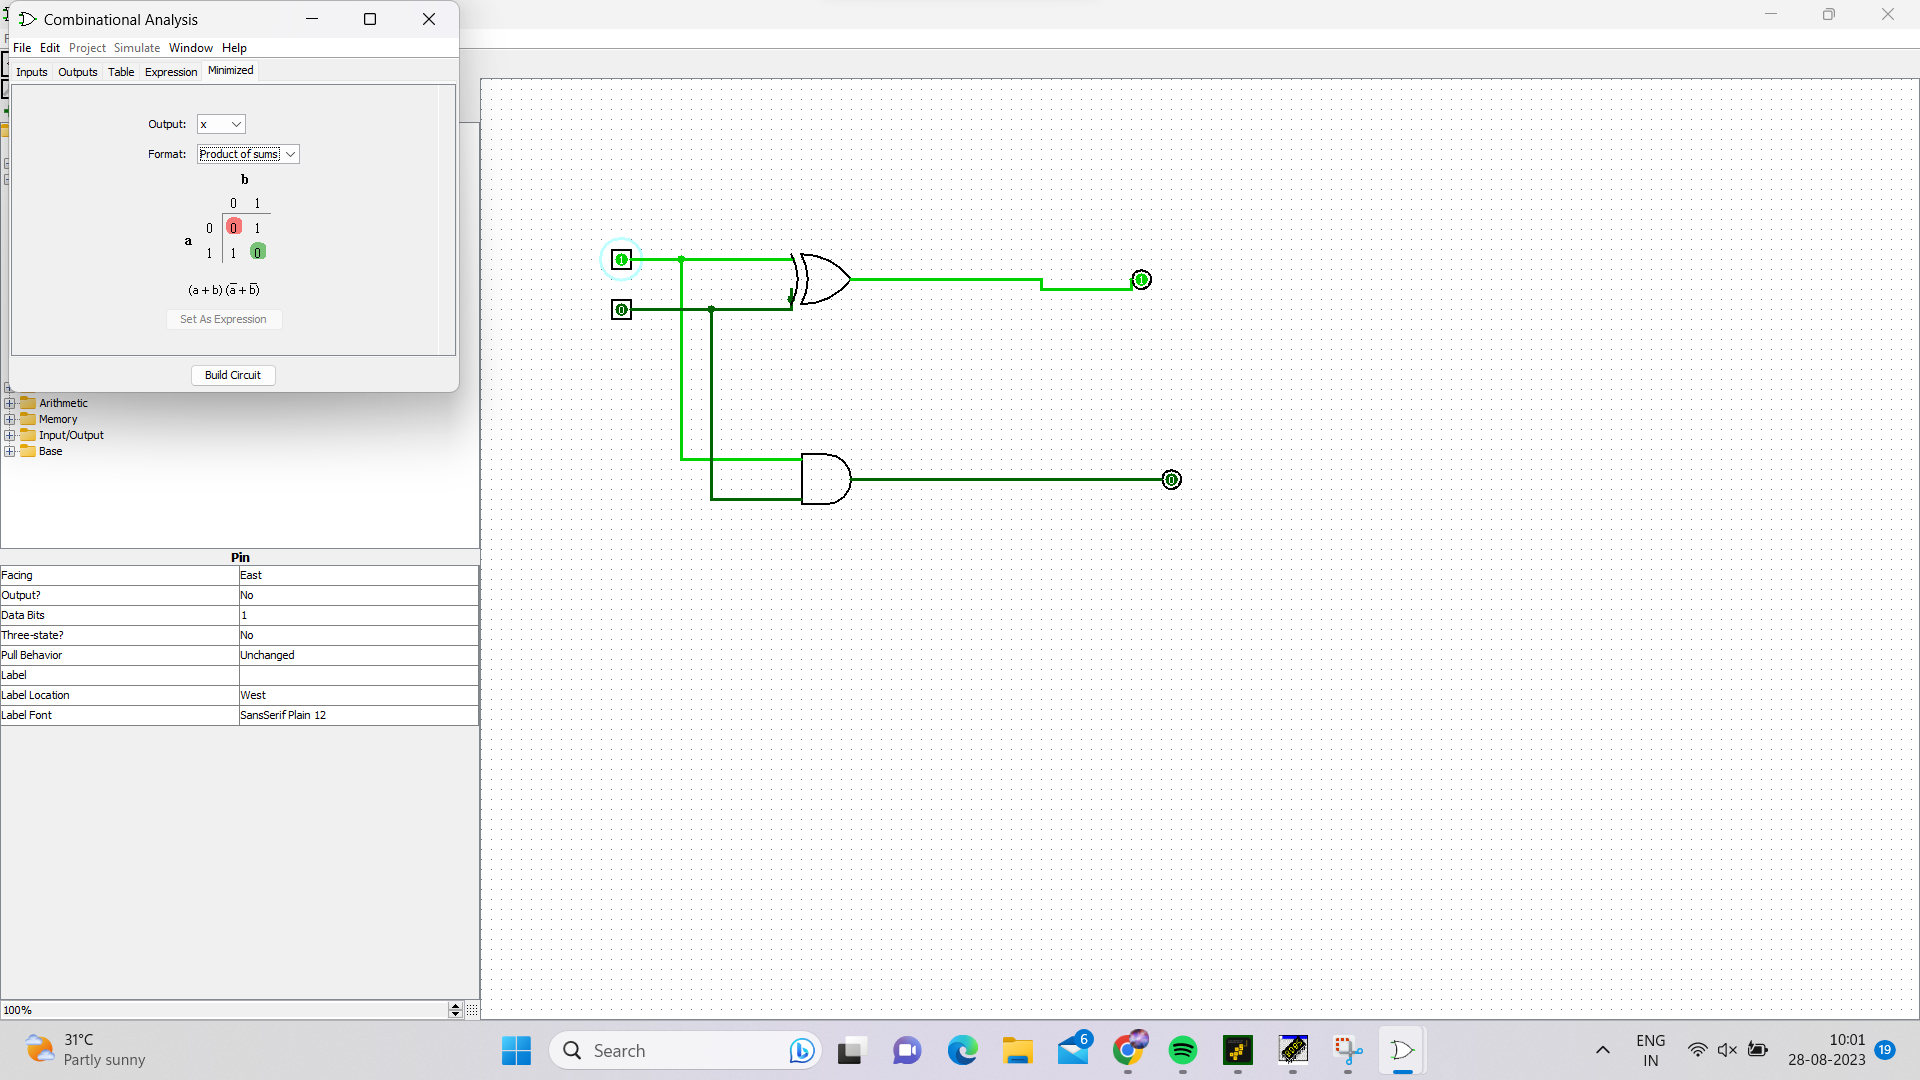 Combinational Analysis
File Edit Project Simulate Window Help
Inputs Outputs Table Expression Minimized
Output: x
Format: Product of sums
b
0 1
0 0 1
a
1 1 0
(a + b) (a̅ + b̅)
Set As Expression
Build Circuit
Arithmetic
Memory
Input/Output
Base
Pin
Facing East
Output? No
Data Bits 1
Three-state? No
Pull Behavior Unchanged
Label
Label Location West
Label Font SansSerif Plain 12
100%
1
0
1
0
31°C
Partly sunny
Search
6
ENG
IN
10:01
28-08-2023
19